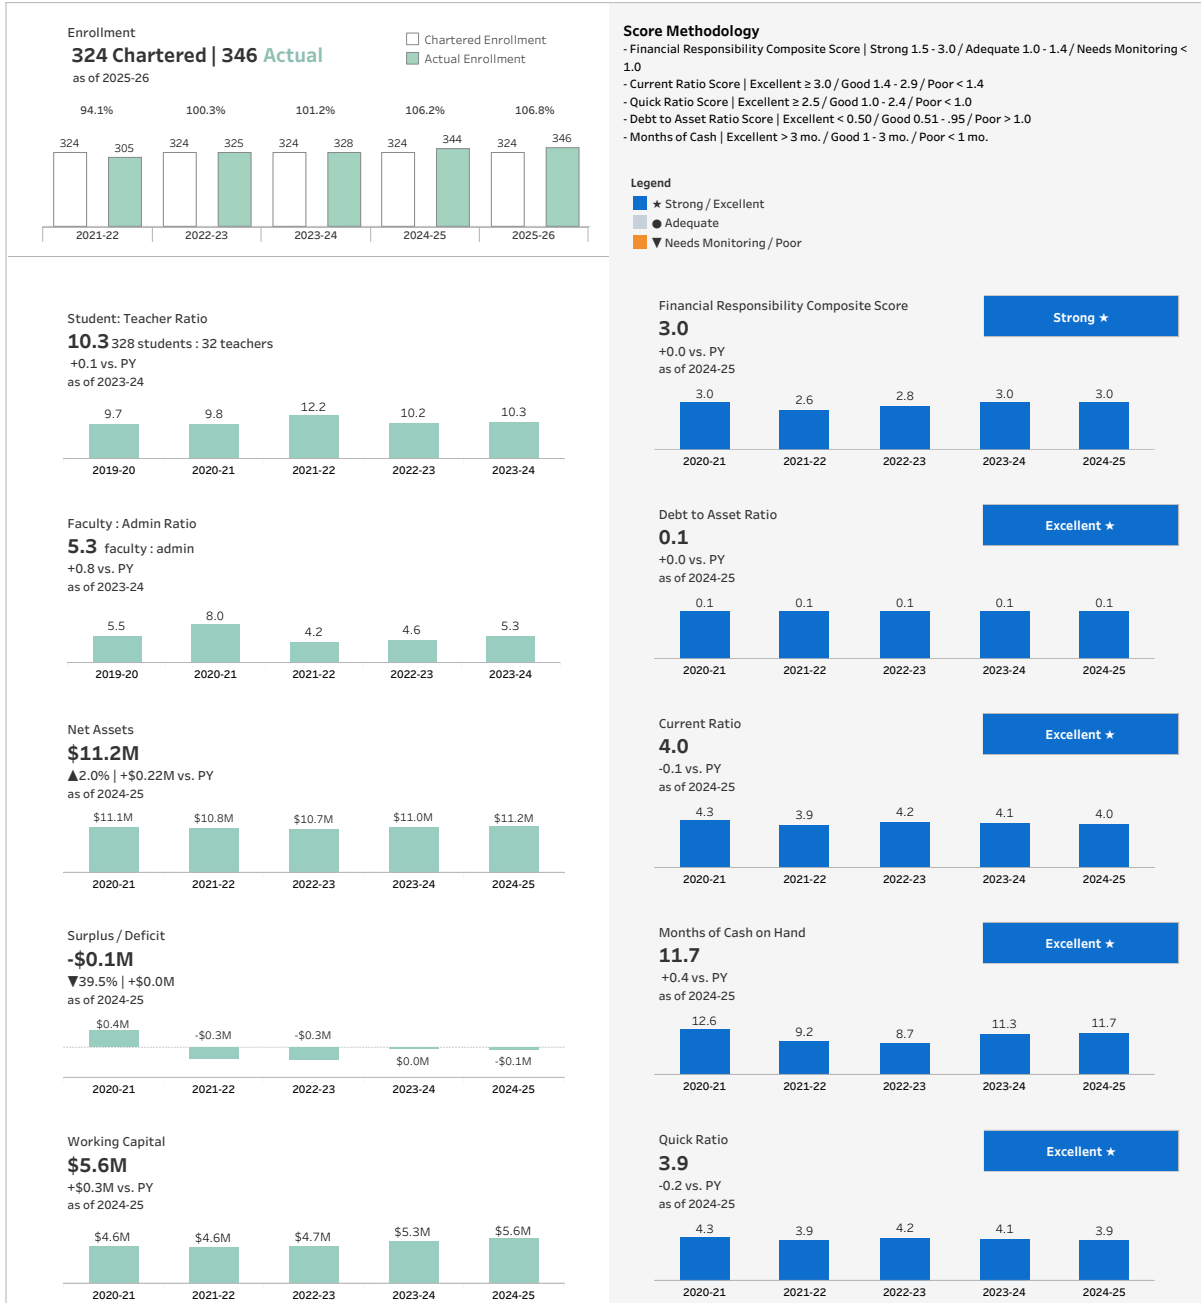 Enrollment
324 Chartered | 346 Actual
as of 2025-26
Chartered Enrollment
Actual Enrollment
94.1% 100.3% 101.2% 106.2% 106.8%
324 305 324 325 324 328 324 344 324 346
2021-22 2022-23 2023-24 2024-25 2025-26
Student: Teacher Ratio
10.3 328 students : 32 teachers
+0.1 vs. PY
as of 2023-24
9.7 9.8 12.2 10.2 10.3
2019-20 2020-21 2021-22 2022-23 2023-24
Faculty : Admin Ratio
5.3 faculty : admin
+0.8 vs. PY
as of 2023-24
5.5 8.0 4.2 4.6 5.3
2019-20 2020-21 2021-22 2022-23 2023-24
Net Assets
$11.2M
▲2.0% | +$0.22M vs. PY
as of 2024-25
$11.1M $10.8M $10.7M $11.0M $11.2M
2020-21 2021-22 2022-23 2023-24 2024-25
Surplus / Deficit
-$0.1M
▼39.5% | +$0.0M
as of 2024-25
$0.4M -$0.3M -$0.3M $0.0M -$0.1M
2020-21 2021-22 2022-23 2023-24 2024-25
Working Capital
$5.6M
+$0.3M vs. PY
as of 2024-25
$4.6M $4.6M $4.7M $5.3M $5.6M
2020-21 2021-22 2022-23 2023-24 2024-25
Score Methodology
- Financial Responsibility Composite Score | Strong 1.5 - 3.0 / Adequate 1.0 - 1.4 / Needs Monitoring <
1.0
- Current Ratio Score | Excellent ≥ 3.0 / Good 1.4 - 2.9 / Poor < 1.4
- Quick Ratio Score | Excellent ≥ 2.5 / Good 1.0 - 2.4 / Poor < 1.0
- Debt to Asset Ratio Score | Excellent < 0.50 / Good 0.51 - .95 / Poor > 1.0
- Months of Cash | Excellent > 3 mo. / Good 1 - 3 mo. / Poor < 1 mo.
Legend
★ Strong / Excellent
● Adequate
▼ Needs Monitoring / Poor
Financial Responsibility Composite Score
Strong ★
3.0
+0.0 vs. PY
as of 2024-25
3.0 2.6 2.8 3.0 3.0
2020-21 2021-22 2022-23 2023-24 2024-25
Debt to Asset Ratio
Excellent ★
0.1
+0.0 vs. PY
as of 2024-25
0.1 0.1 0.1 0.1 0.1
2020-21 2021-22 2022-23 2023-24 2024-25
Current Ratio
Excellent ★
4.0
-0.1 vs. PY
as of 2024-25
4.3 3.9 4.2 4.1 4.0
2020-21 2021-22 2022-23 2023-24 2024-25
Months of Cash on Hand
Excellent ★
11.7
+0.4 vs. PY
as of 2024-25
12.6 9.2 8.7 11.3 11.7
2020-21 2021-22 2022-23 2023-24 2024-25
Quick Ratio
Excellent ★
3.9
-0.2 vs. PY
as of 2024-25
4.3 3.9 4.2 4.1 3.9
2020-21 2021-22 2022-23 2023-24 2024-25